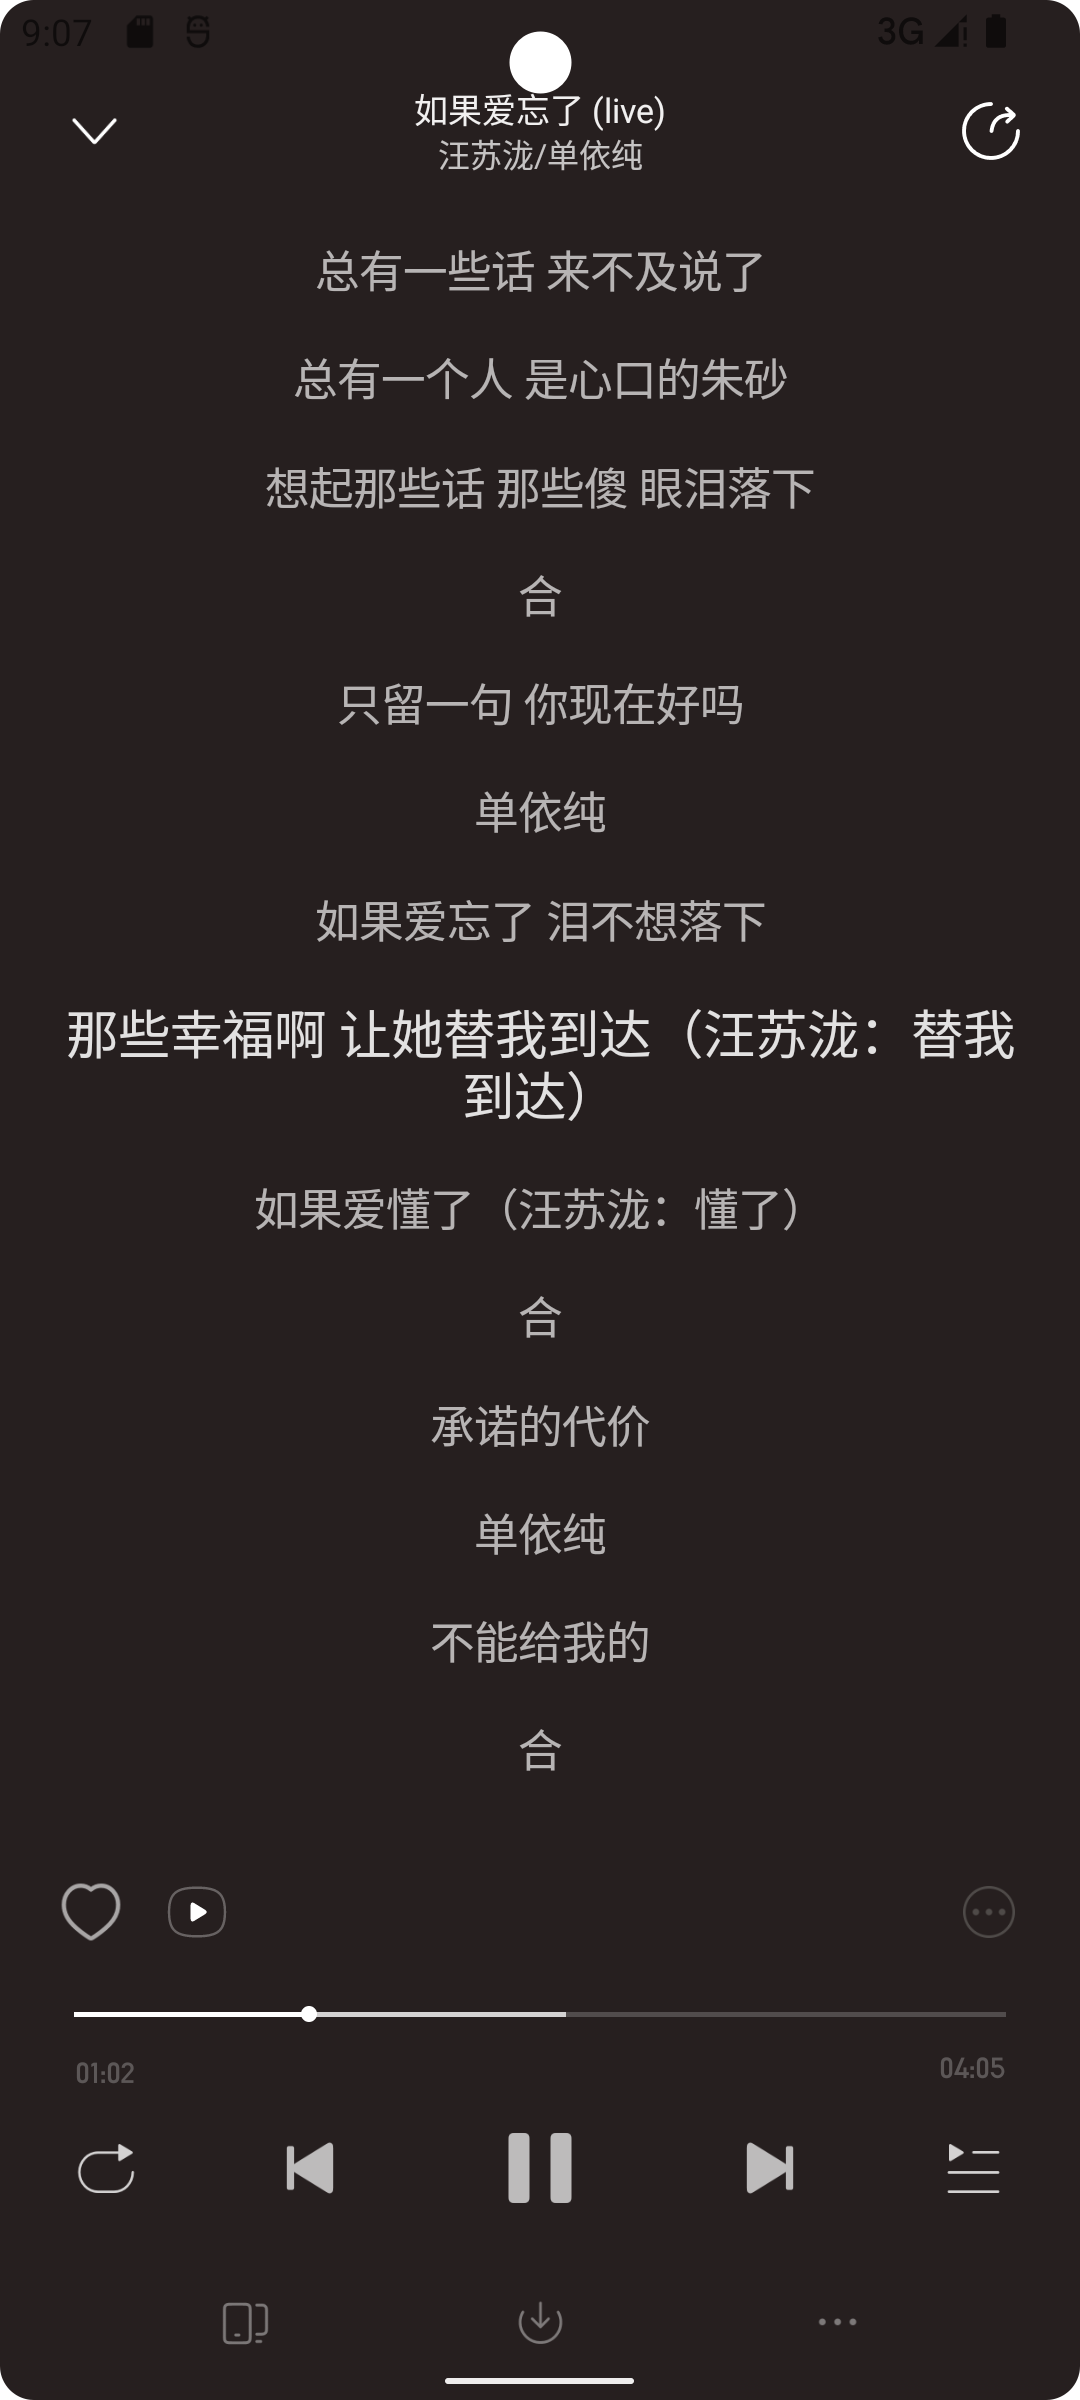 9:07
3G
如果爱忘了 (live)
汪苏泷/单依纯
总有一些话 来不及说了
总有一个人 是心口的朱砂
想起那些话 那些傻 眼泪落下
合
只留一句 你现在好吗
单依纯
如果爱忘了 泪不想落下
那些幸福啊 让她替我到达（汪苏泷：替我
到达）
如果爱懂了（汪苏泷：懂了）
合
承诺的代价
单依纯
不能给我的
合
01:02
04:05